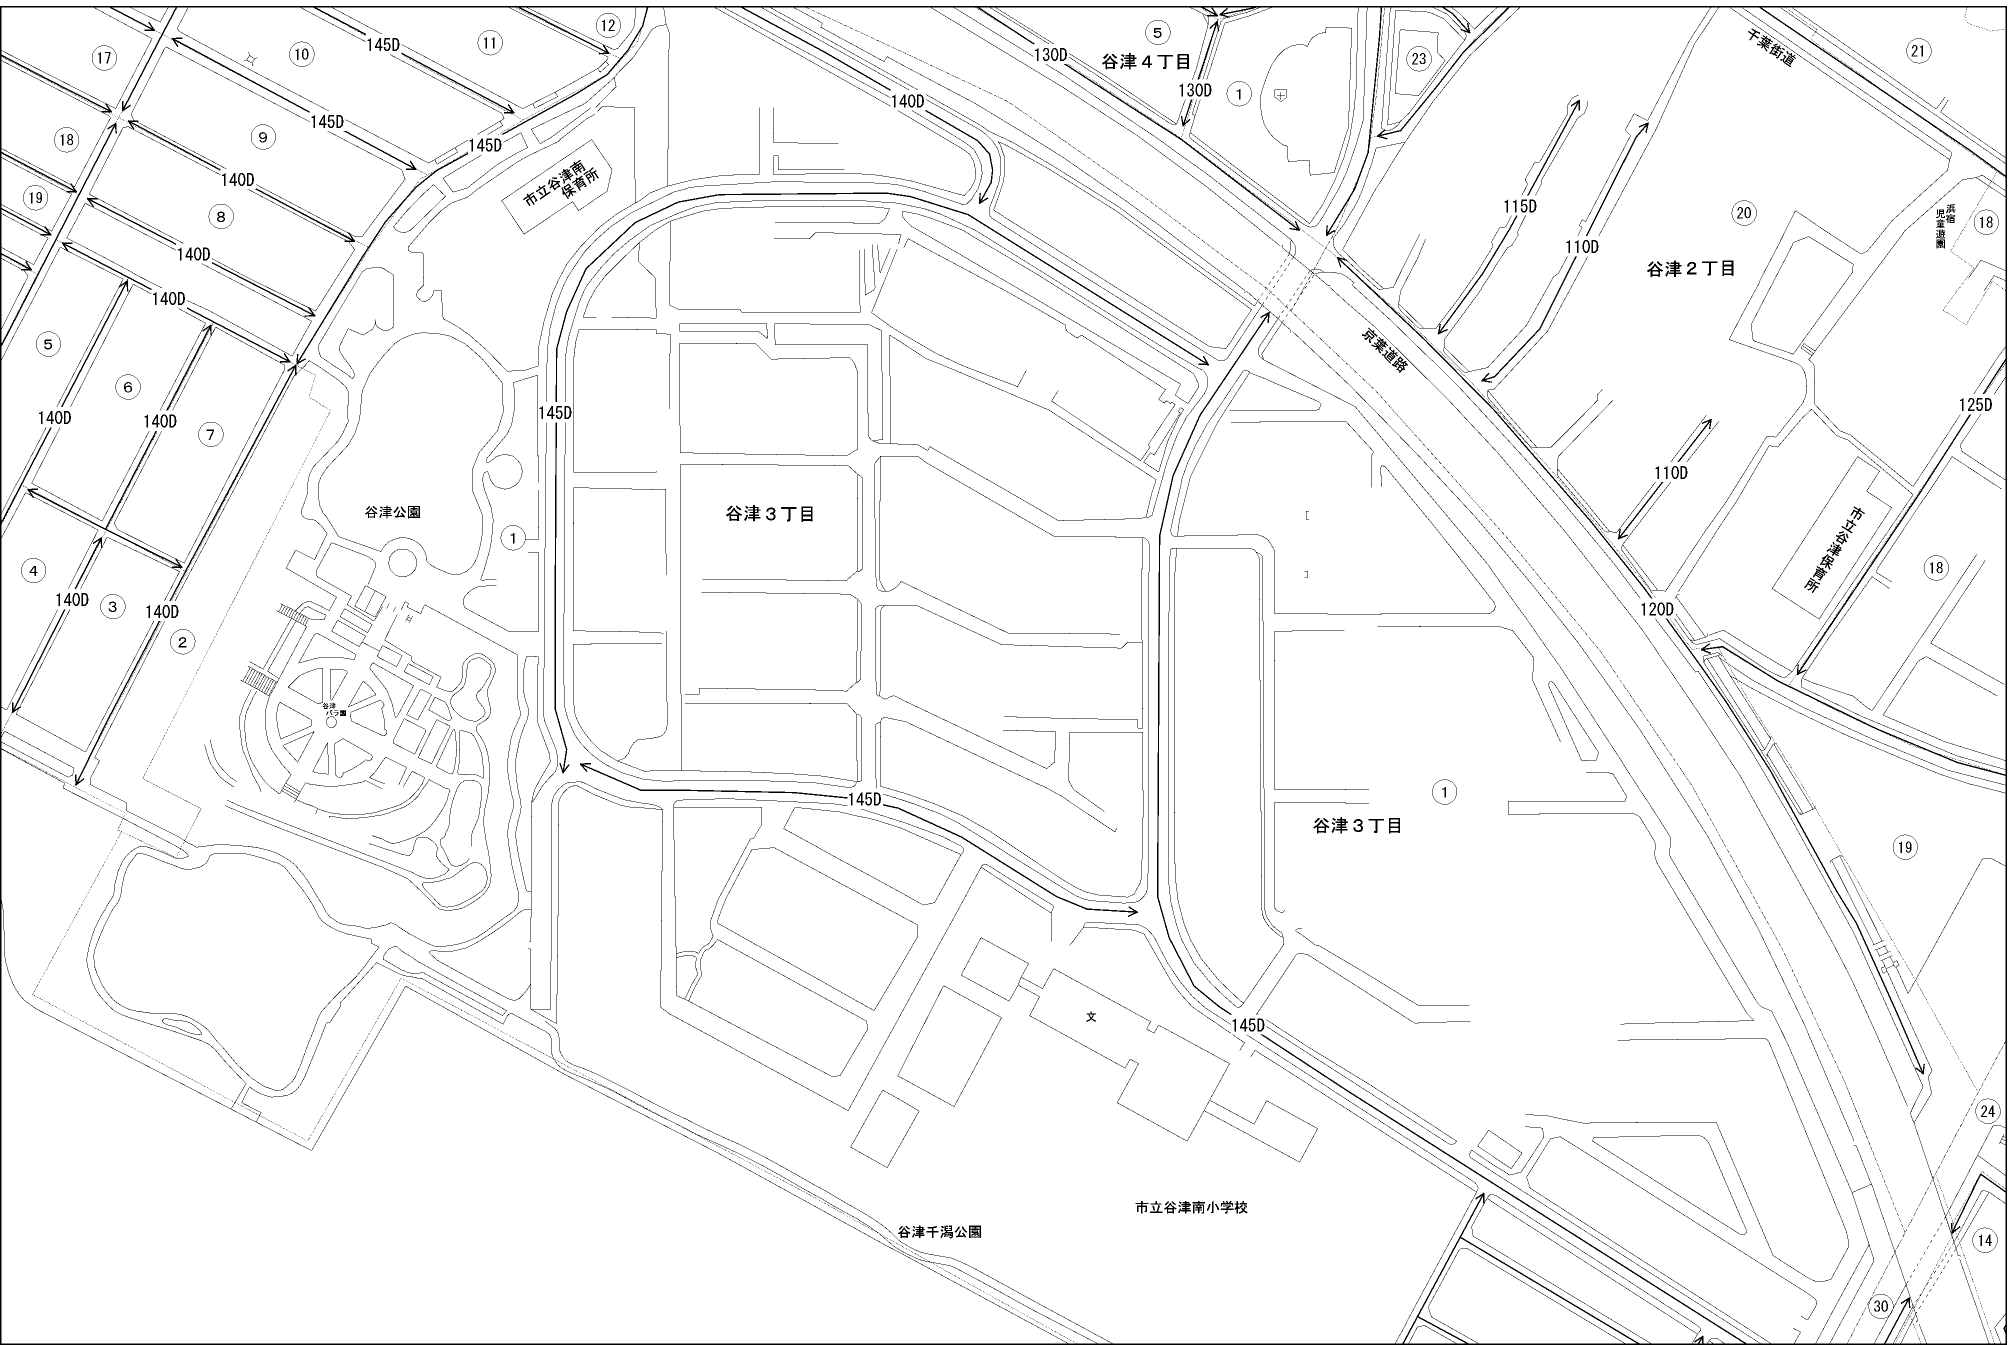 12
5
千葉街道
21
17
10
145D
11
谷津４丁目
130D
130D
23
1
140D
145D
18
9
145D
140D
市立谷津南
保育所
19
8
140D
115D
20
110D
浜宿
児童遊園
18
谷津２丁目
140D
5
京葉道路
6
7
140D
140D
145D
125D
110D
谷津公園
1
谷津３丁目
市立谷津保育所
4
3
140D
140D
2
18
120D
谷津
バラ園
145D
1
谷津３丁目
19
文
145D
24
市立谷津南小学校
谷津干潟公園
14
30